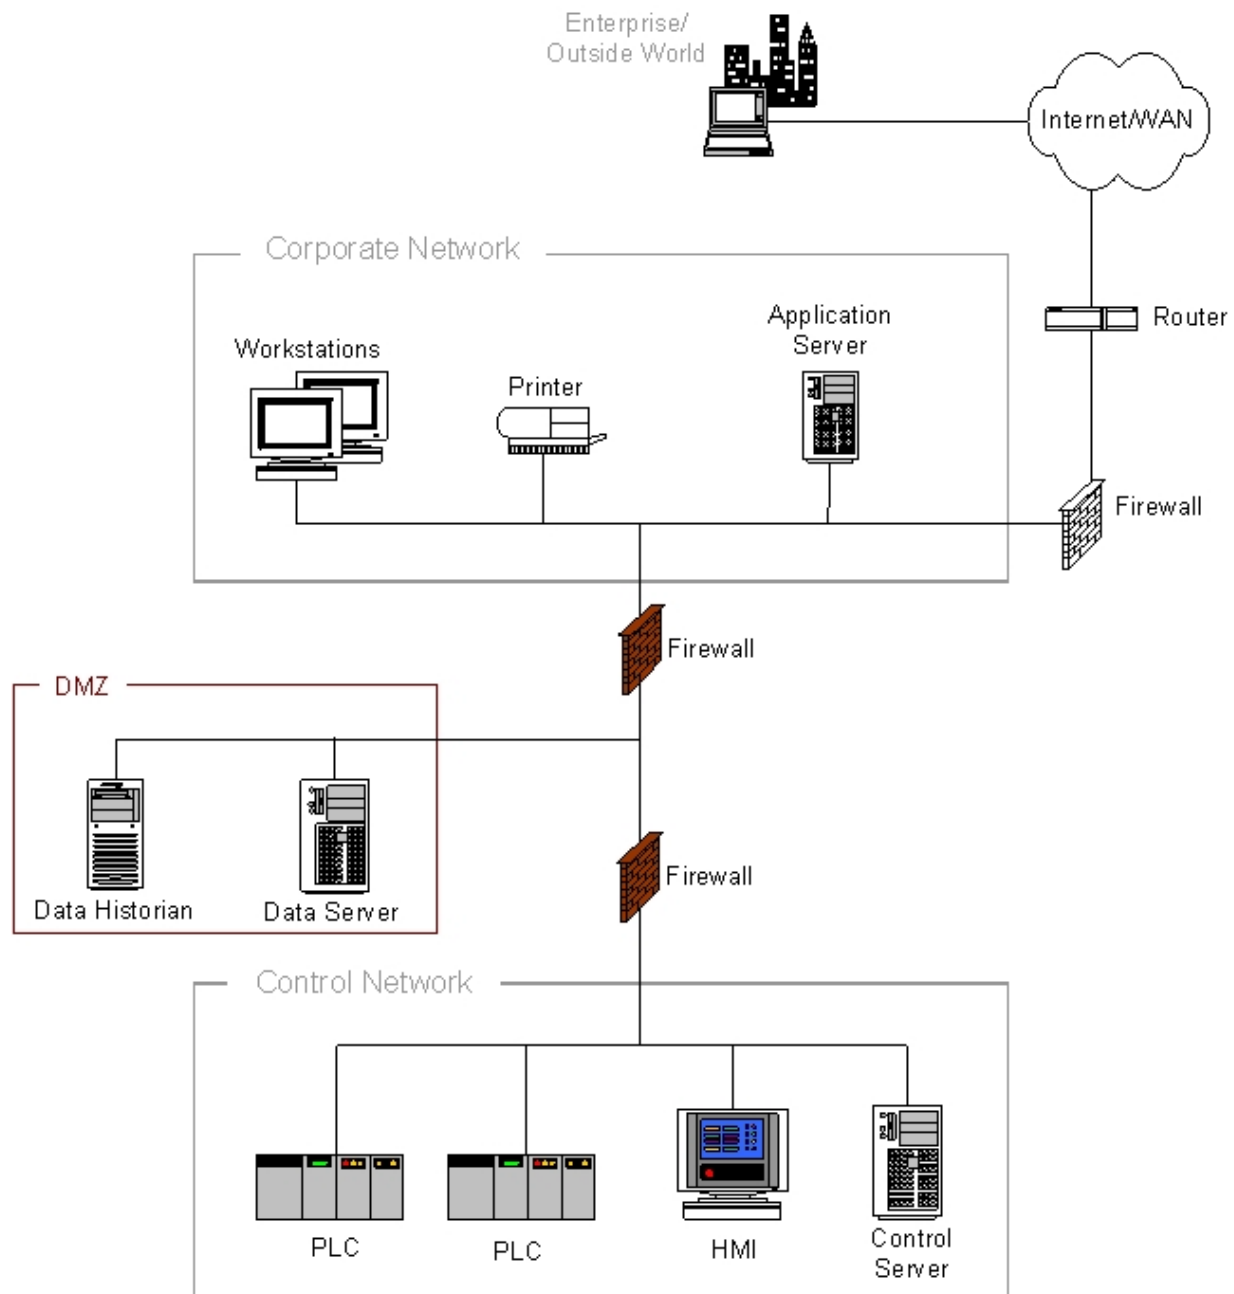 Enterprise/
Outside World
Internet/WAN
Corporate Network
Router
Application
Server
Workstations
Printer
Firewall
Firewall
DMZ
Firewall
Data Historian
Data Server
Control Network
PLC
PLC
HMI
Control
Server